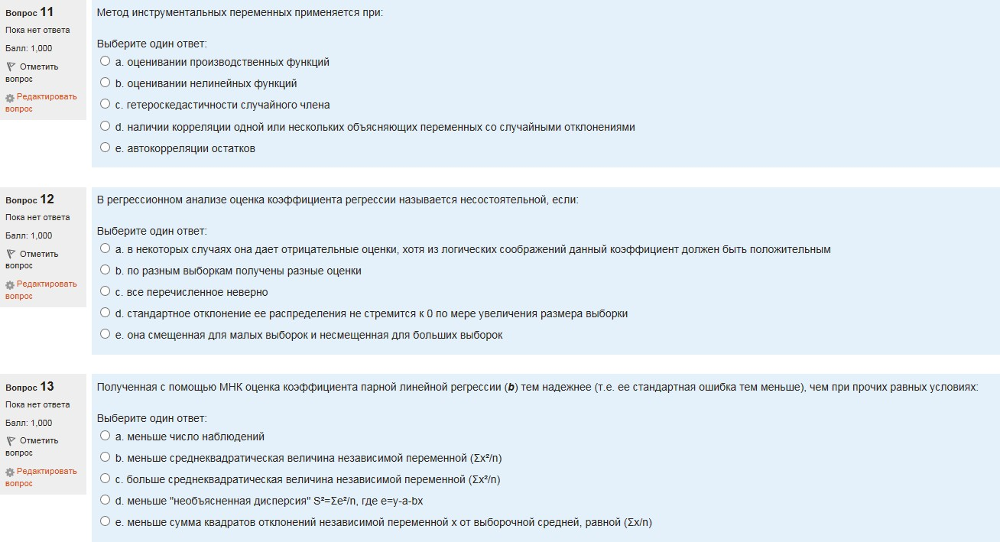 Вопрос 11
Пока нет ответа
Балл: 1,000
Отметить
вопрос
Редактировать
вопрос
Метод инструментальных переменных применяется при:
Выберите один ответ:
a. оценивании производственных функций
b. оценивании нелинейных функций
c. гетероскедастичности случайного члена
d. наличии корреляции одной или нескольких объясняющих переменных со случайными отклонениями
e. автокорреляции остатков
Вопрос 12
Пока нет ответа
Балл: 1,000
Отметить
вопрос
Редактировать
вопрос
В регрессионном анализе оценка коэффициента регрессии называется несостоятельной, если:
Выберите один ответ:
a. в некоторых случаях она дает отрицательные оценки, хотя из логических соображений данный коэффициент должен быть положительным
b. по разным выборкам получены разные оценки
c. все перечисленное неверно
d. стандартное отклонение ее распределения не стремится к 0 по мере увеличения размера выборки
e. она смещенная для малых выборок и несмещенная для больших выборок
Вопрос 13
Пока нет ответа
Балл: 1,000
Отметить
вопрос
Редактировать
вопрос
Полученная с помощью МНК оценка коэффициента парной линейной регрессии (b) тем надежнее (т.е. ее стандартная ошибка тем меньше), чем при прочих равных условиях:
Выберите один ответ:
a. меньше число наблюдений
b. меньше среднеквадратическая величина независимой переменной (Σx²/n)
c. больше среднеквадратическая величина независимой переменной (Σx²/n)
d. меньше "необъясненная дисперсия" S²=Σe²/n, где e=y-a-bx
e. меньше сумма квадратов отклонений независимой переменной x от выборочной средней, равной (Σx/n)